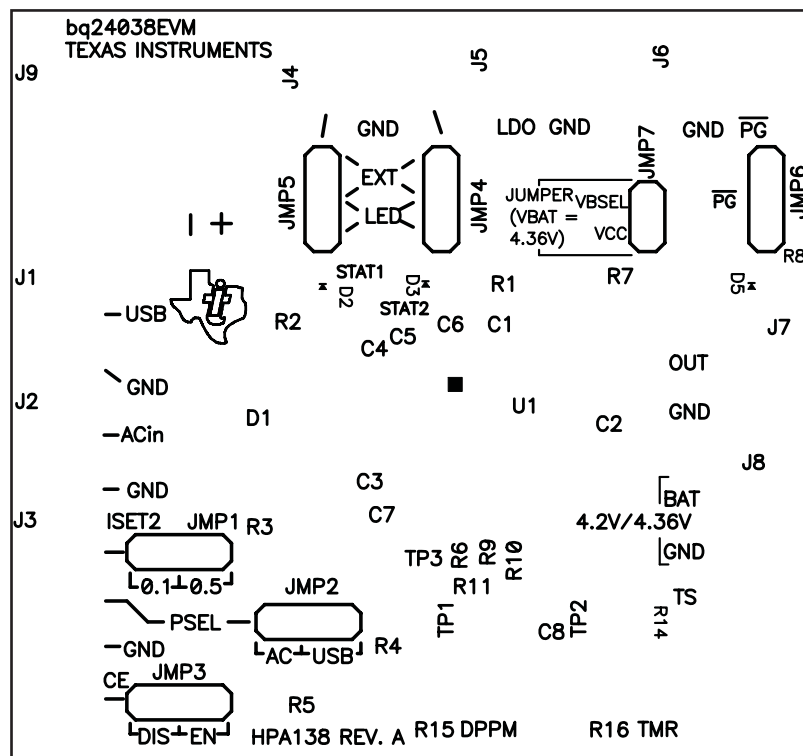 bq24038EVM
TEXAS INSTRUMENTS
J9
J4
J5
J6
GND
LDO GND
JMP7
GND PG
JMP5
EXT
LED
JMP4
JUMPER
(VBAT =
4.36V)
VBSEL
VCC
PG
JMP6
R8
− +
J1
STAT1
D2
D3
STAT2
R1
R7
D5
USB
R2
C6
C1
C5
C4
J7
OUT
GND
J2
U1
GND
D1
C2
ACin
J8
C3
GND
BAT
J3
ISET2 JMP1
R3
C7
4.2V/4.36V
GND
TP3
R6
R9
R10
0.1 0.5
JMP2
R11
TS
PSEL
TP1
C8
TP2
R14
GND
AC USB
R4
CE
JMP3
R5
DIS EN
HPA138 REV. A
R15 DPPM
R16 TMR